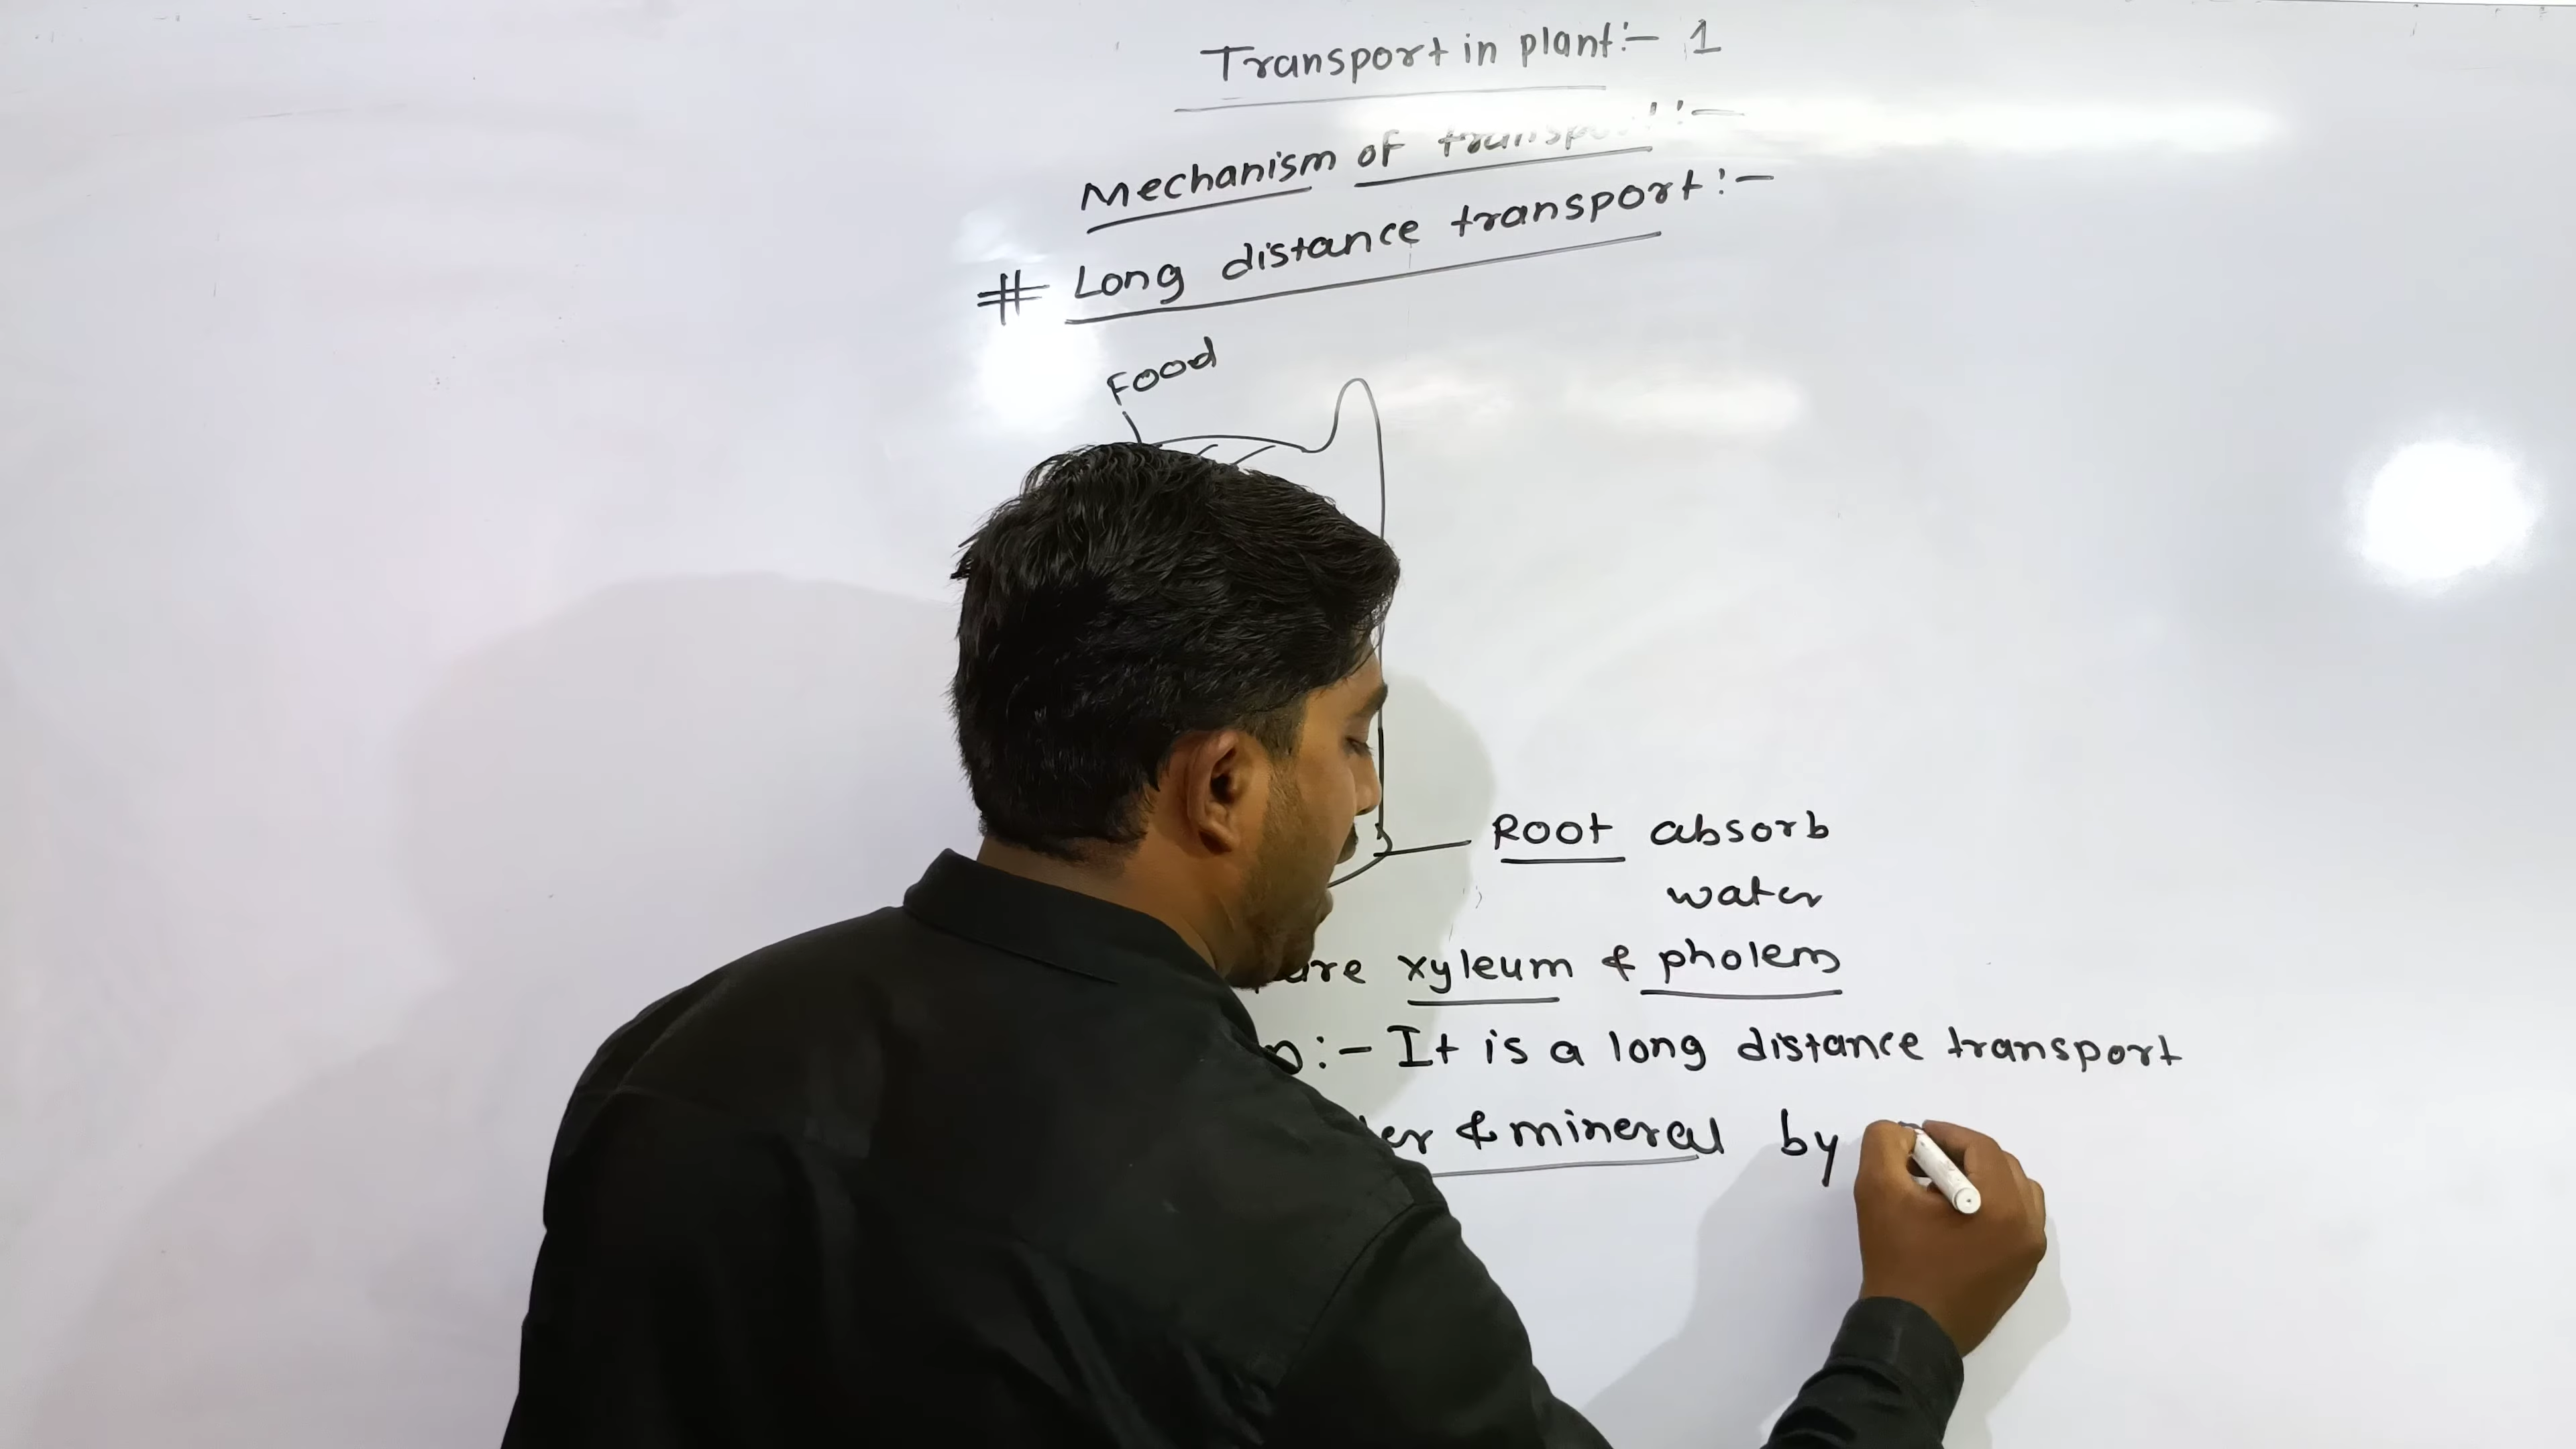 Transport in plant:- 1
Mechanism of transport:-
# Long distance transport:-
Food
Root absorb
water
are xyleum & pholem
:- It is a long distance transport
& mineral by